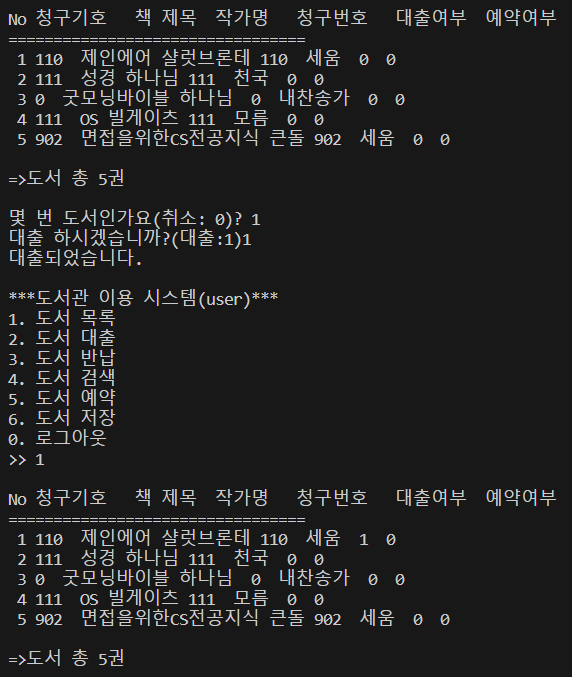 No 청구기호   책 제목  작가명   청구번호   대출여부  예약여부
=================================
 1 110  제인에어 샬럿브론테 110  세움  0  0
 2 111  성경 하나님 111  천국  0  0
 3 0  굿모닝바이블 하나님  0  내찬송가  0  0
 4 111  OS 빌게이츠 111  모름  0  0
 5 902  면접을위한CS전공지식 큰돌 902  세움  0  0
=>도서 총 5권
몇 번 도서인가요(취소: 0)? 1
대출 하시겠습니까?(대출:1)1
대출되었습니다.
***도서관 이용 시스템(user)***
1. 도서 목록
2. 도서 대출
3. 도서 반납
4. 도서 검색
5. 도서 예약
6. 도서 저장
0. 로그아웃
>> 1
No 청구기호   책 제목  작가명   청구번호   대출여부  예약여부
=================================
 1 110  제인에어 샬럿브론테 110  세움  1  0
 2 111  성경 하나님 111  천국  0  0
 3 0  굿모닝바이블 하나님  0  내찬송가  0  0
 4 111  OS 빌게이츠 111  모름  0  0
 5 902  면접을위한CS전공지식 큰돌 902  세움  0  0
=>도서 총 5권